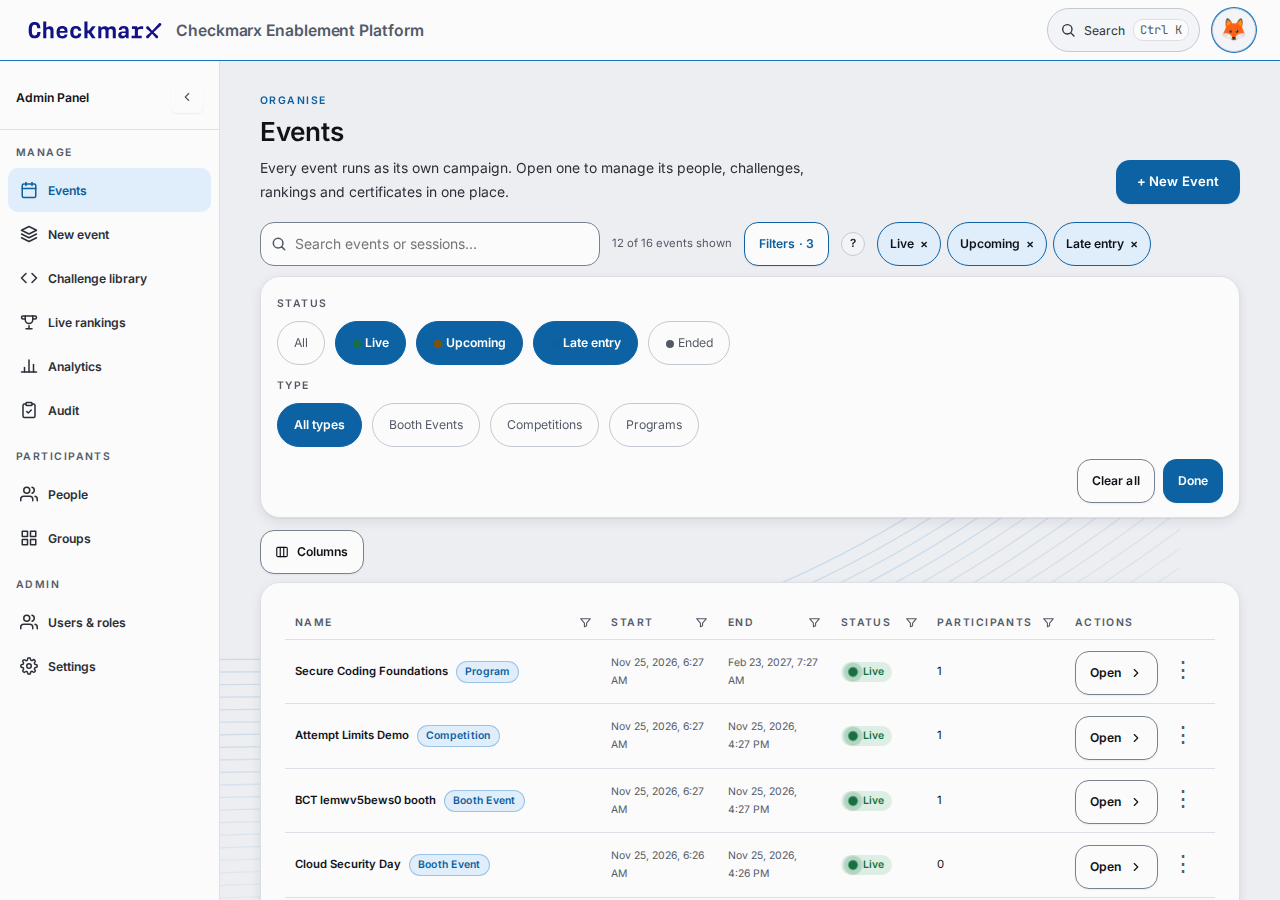 Checkmarx Checkmarx Enablement Platform Search Ctrl K
Admin Panel
MANAGE
Events
New event
Challenge library
Live rankings
Analytics
Audit
PARTICIPANTS
People
Groups
ADMIN
Users & roles
Settings
ORGANISE
Events
Every event runs as its own campaign. Open one to manage its people, challenges,
rankings and certificates in one place.
+ New Event
Search events or sessions... 12 of 16 events shown Filters · 3 ? Live × Upcoming × Late entry ×
STATUS
All Live Upcoming Late entry Ended
TYPE
All types Booth Events Competitions Programs
Clear all Done
Columns
NAME START END STATUS PARTICIPANTS ACTIONS
Secure Coding Foundations Program Nov 25, 2026, 6:27 AM Feb 23, 2027, 7:27 AM Live 1 Open
Attempt Limits Demo Competition Nov 25, 2026, 6:27 AM Nov 25, 2026, 4:27 PM Live 1 Open
BCT lemwv5bews0 booth Booth Event Nov 25, 2026, 6:27 AM Nov 25, 2026, 4:27 PM Live 1 Open
Cloud Security Day Booth Event Nov 25, 2026, 6:26 AM Nov 25, 2026, 4:26 PM Live 0 Open